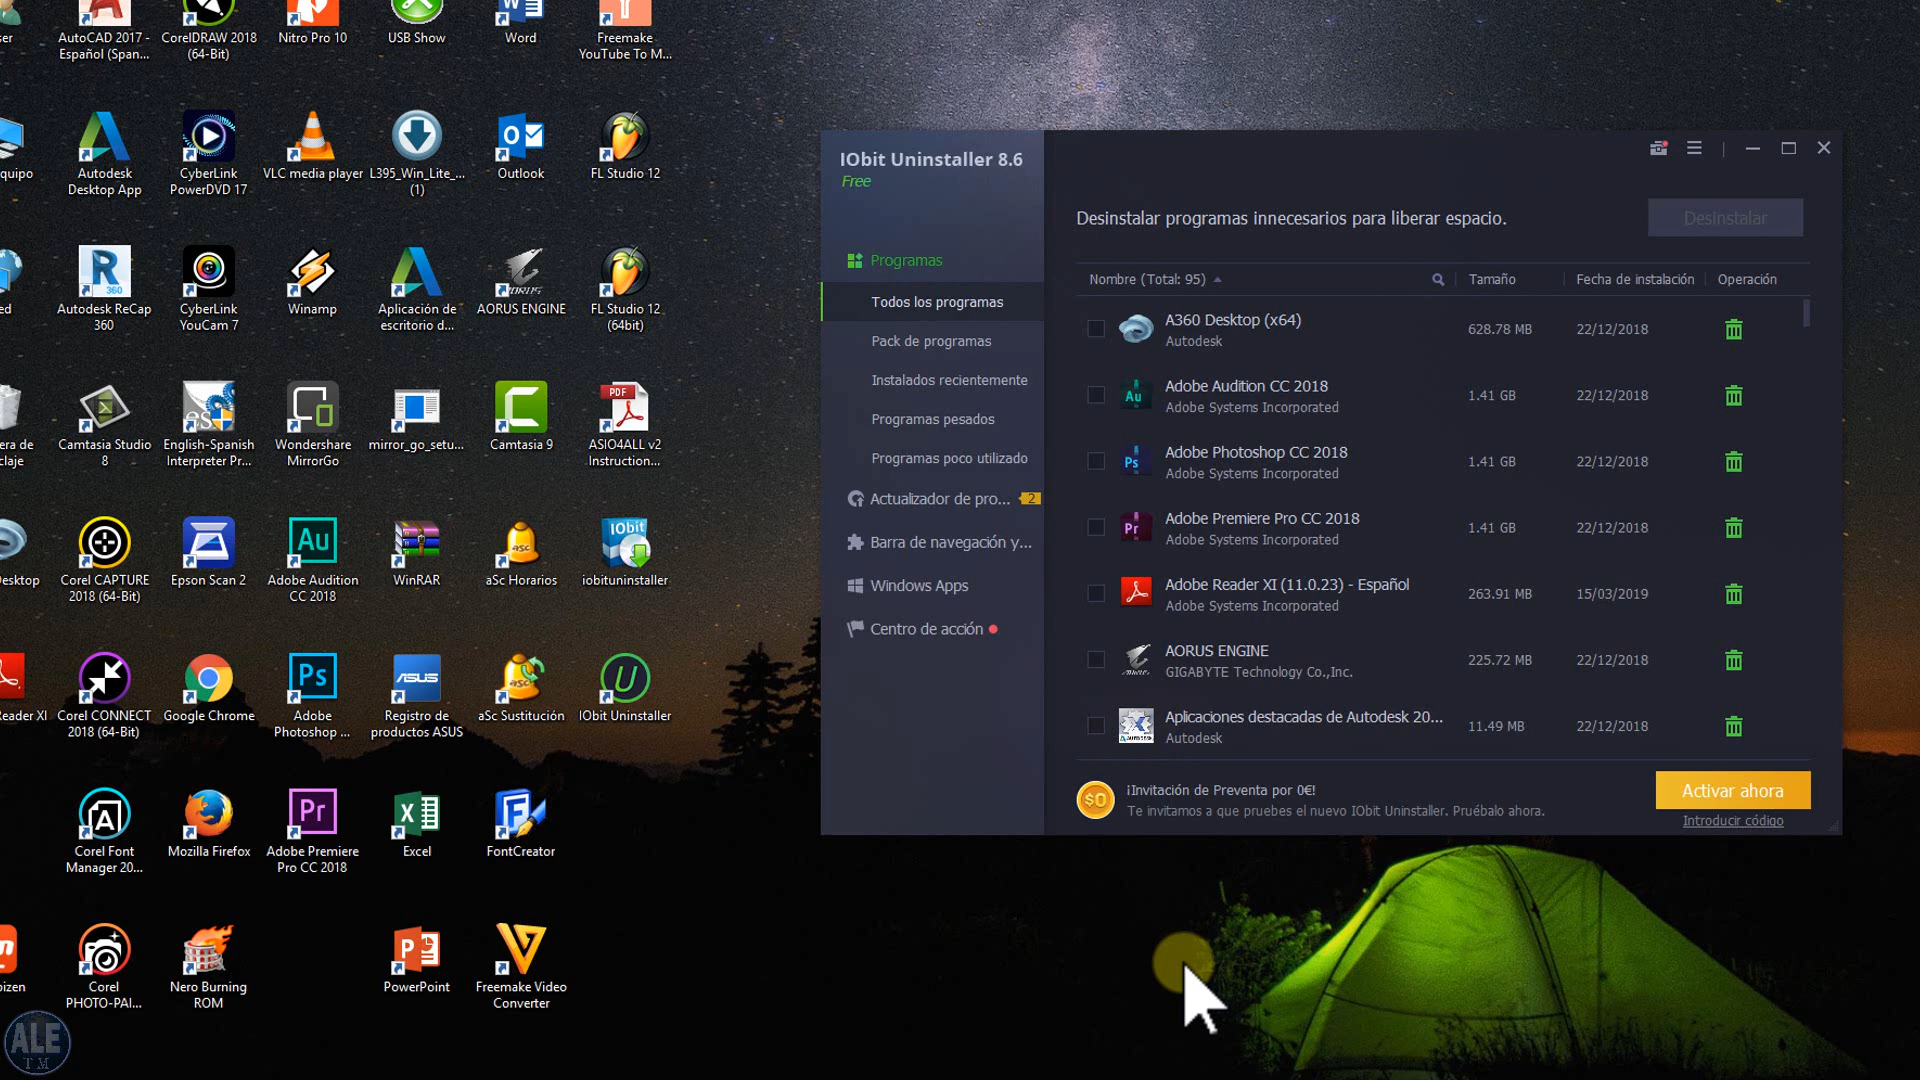 ser
AutoCAD 2017 -
Español (Span...
CorelDRAW 2018
(64-Bit)
Nitro Pro 10
USB Show
Word
Freemake
YouTube To M...
quipo
Autodesk
Desktop App
CyberLink
PowerDVD 17
VLC media player
L395_Win_Lite_...
(1)
Outlook
FL Studio 12
ed
Autodesk ReCap
360
CyberLink
YouCam 7
Winamp
Aplicación de
escritorio d...
AORUS ENGINE
FL Studio 12
(64bit)
era de
claje
Camtasia Studio
8
English-Spanish
Interpreter Pr...
Wondershare
MirrorGo
mirror_go_setu...
Camtasia 9
ASIO4ALL v2
Instruction...
esktop
Corel CAPTURE
2018 (64-Bit)
Epson Scan 2
Adobe Audition
CC 2018
WinRAR
aSc Horarios
iobituninstaller
Reader XI
Corel CONNECT
2018 (64-Bit)
Google Chrome
Adobe
Photoshop ...
Registro de
productos ASUS
aSc Sustitución
IObit Uninstaller
Corel Font
Manager 20...
Mozilla Firefox
Adobe Premiere
Pro CC 2018
Excel
FontCreator
oizen
Corel
PHOTO-PAI...
Nero Burning
ROM
PowerPoint
Freemake Video
Converter
ALE
TM
IObit Uninstaller 8.6
Free
Programas
Todos los programas
Pack de programas
Instalados recientemente
Programas pesados
Programas poco utilizado
Actualizador de pro... 2
Barra de navegación y...
Windows Apps
Centro de acción
Desinstalar programas innecesarios para liberar espacio.
Desinstalar
Nombre (Total: 95) Tamaño Fecha de instalación Operación
A360 Desktop (x64)
Autodesk
628.78 MB 22/12/2018
Adobe Audition CC 2018
Adobe Systems Incorporated
1.41 GB 22/12/2018
Adobe Photoshop CC 2018
Adobe Systems Incorporated
1.41 GB 22/12/2018
Adobe Premiere Pro CC 2018
Adobe Systems Incorporated
1.41 GB 22/12/2018
Adobe Reader XI (11.0.23) - Español
Adobe Systems Incorporated
263.91 MB 15/03/2019
AORUS ENGINE
GIGABYTE Technology Co.,Inc.
225.72 MB 22/12/2018
Aplicaciones destacadas de Autodesk 20...
Autodesk
11.49 MB 22/12/2018
$0
¡Invitación de Preventa por 0€!
Te invitamos a que pruebes el nuevo IObit Uninstaller. Pruébalo ahora.
Activar ahora
Introducir código